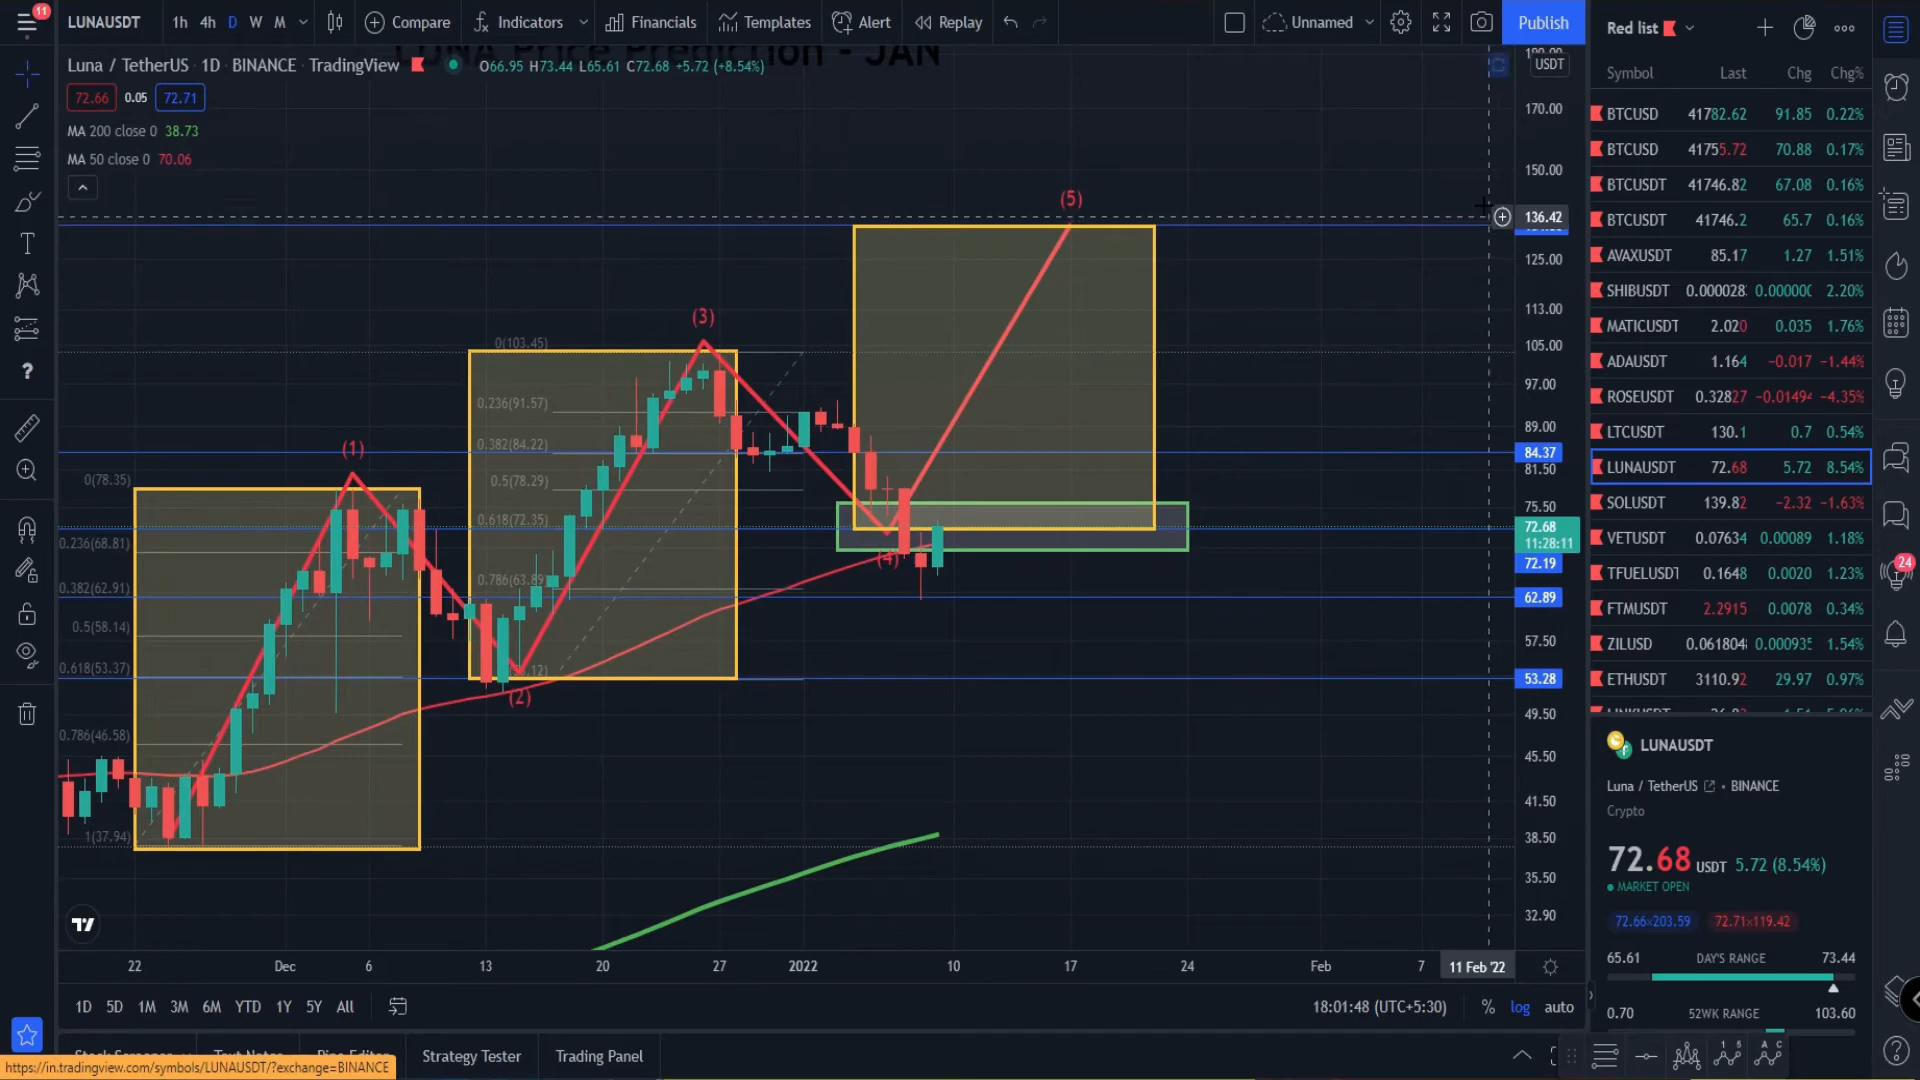 11
LUNAUSDT 1h 4h D W M Compare Indicators Financials Templates Alert Replay Unnamed Publish
LUNA Price Prediction - JAN
Luna / TetherUS · 1D · BINANCE · TradingView O66.95 H73.44 L65.61 C72.68 +5.72 (+8.54%)
72.66 0.05 72.71
MA 200 close 0 38.73
MA 50 close 0 70.06
USDT
170.00
150.00
136.42
125.00
113.00
105.00
97.00
89.00
84.37
81.50
75.50
72.68
11:28:11
72.19
62.89
57.50
53.28
49.50
45.50
41.50
38.50
35.50
32.90
(1)
(2)
(3)
(4)
(5)
0(103.45)
0.236(91.57)
0.382(84.22)
0.5(78.29)
0.618(72.35)
0.786(63.89)
0(78.35)
0.236(68.81)
0.382(62.91)
0.5(58.14)
0.618(53.37)
0.786(46.58)
1(37.94)
22 Dec 6 13 20 27 2022 10 17 24 Feb 7 11 Feb '22
1D 5D 1M 3M 6M YTD 1Y 5Y All 18:01:48 (UTC+5:30) % log auto
Strategy Tester Trading Panel
https://in.tradingview.com/symbols/LUNAUSDT/?exchange=BINANCE
Red list
Symbol Last Chg Chg%
BTCUSD 41782.62 91.85 0.22%
BTCUSD 41755.72 70.88 0.17%
BTCUSDT 41746.82 67.08 0.16%
BTCUSDT 41746.2 65.7 0.16%
AVAXUSDT 85.17 1.27 1.51%
SHIBUSDT 2.20%
MATICUSDT 2.020 0.035 1.76%
ADAUSDT 1.164 −0.017 −1.44%
ROSEUSDT 0.32827 −0.01494 −4.35%
LTCUSDT 130.1 0.7 0.54%
LUNAUSDT 72.68 5.72 8.54%
SOLUSDT 139.82 −2.32 −1.63%
VETUSDT 0.07634 0.00089 1.18%
TFUELUSDT 0.1648 0.0020 1.23%
FTMUSDT 2.2915 0.0078 0.34%
ZILUSD 0.061804 0.000935 1.54%
ETHUSDT 3110.92 29.97 0.97%
24
LUNAUSDT
Luna / TetherUS • BINANCE
Crypto
72.68 USDT 5.72 (8.54%)
MARKET OPEN
72.66×203.59 72.71×119.42
65.61 DAY'S RANGE 73.44
0.70 52WK RANGE 103.60